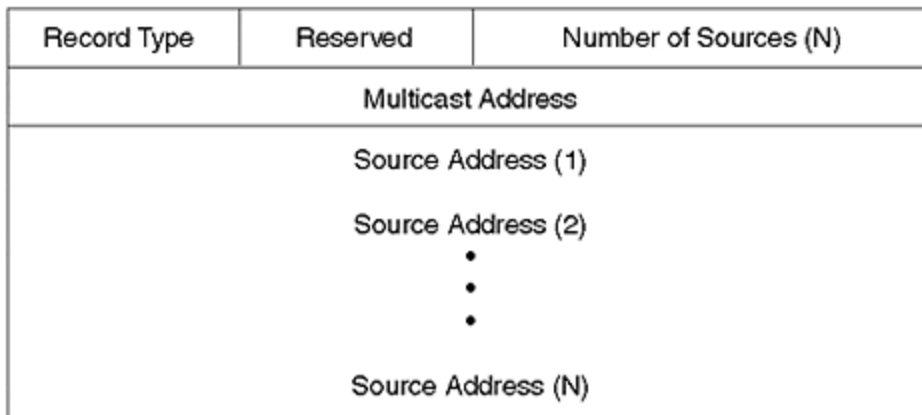 Record Type Reserved Number of Sources (N)
Multicast Address
Source Address (1)
Source Address (2)
Source Address (N)